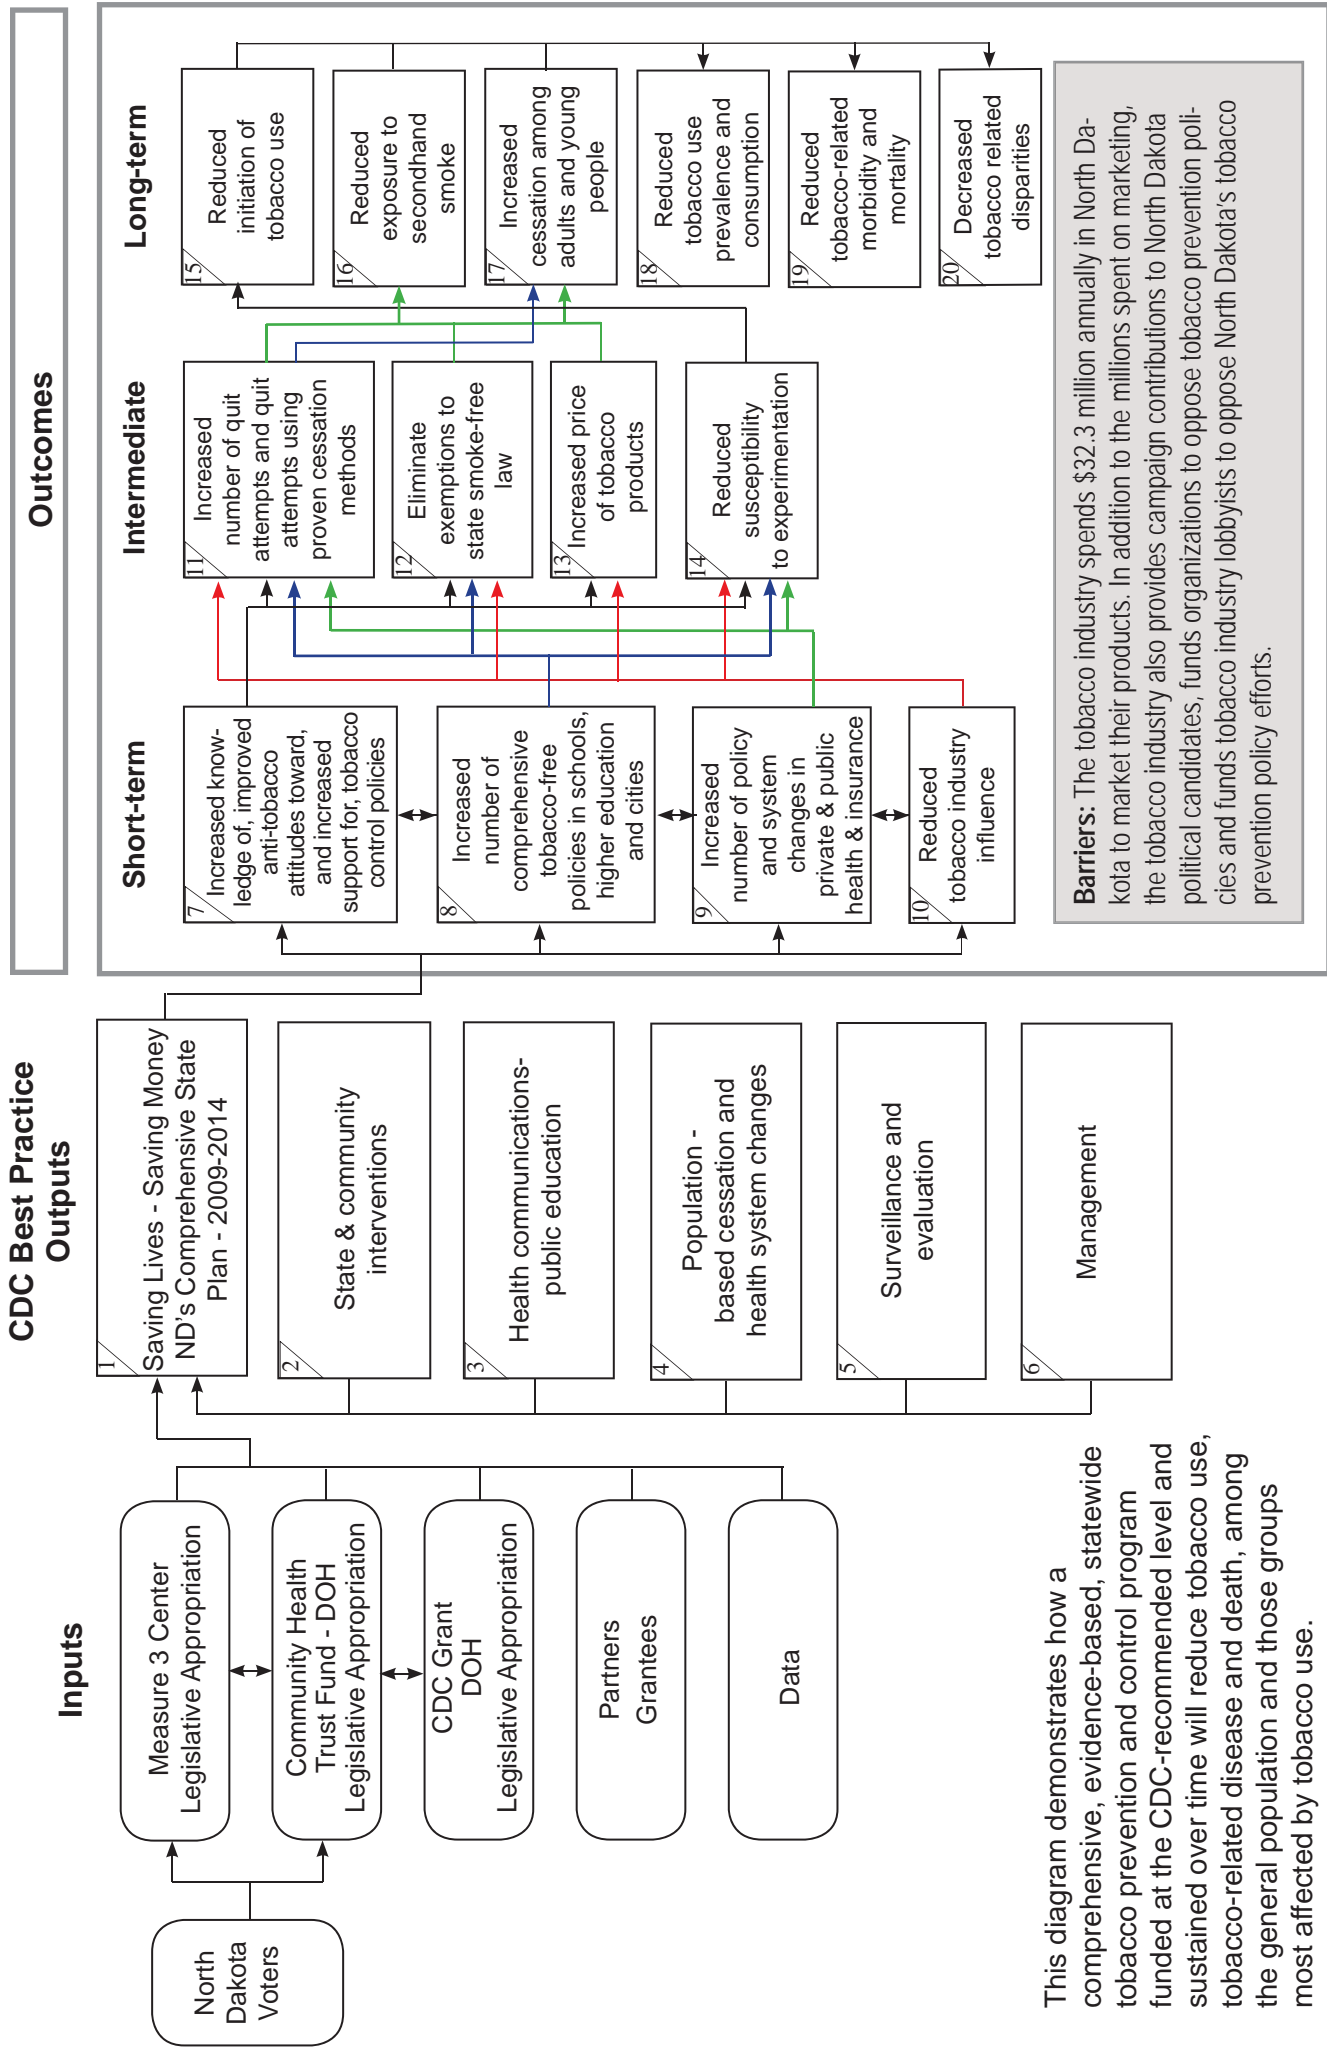 Inputs
North
Dakota
Voters
Measure 3 Center
Legislative Appropriation
Community Health
Trust Fund - DOH
Legislative Appropriation
CDC Grant
DOH
Legislative Appropriation
Partners
Grantees
Data
This diagram demonstrates how a
comprehensive, evidence-based, statewide
tobacco prevention and control program
funded at the CDC-recommended level and
sustained over time will reduce tobacco use,
tobacco-related disease and death, among
the general population and those groups
most affected by tobacco use.
CDC Best Practice
Outputs
1
Saving Lives - Saving Money
ND's Comprehensive State
Plan - 2009-2014
2
State & community
interventions
3
Health communications-
public education
4
Population -
based cessation and
health system changes
5
Surveillance and
evaluation
6
Management
Outcomes
Short-term
7
Increased know-
ledge of, improved
anti-tobacco
attitudes toward,
and increased
support for, tobacco
control policies
8
Increased
number of
comprehensive
tobacco-free
policies in schools,
higher education
and cities
9
Increased
number of policy
and system
changes in
private & public
health & insurance
10
Reduced
tobacco industry
influence
Intermediate
11
Increased
number of quit
attempts and quit
attempts using
proven cessation
methods
12
Eliminate
exemptions to
state smoke-free
law
13
Increased price
of tobacco
products
14
Reduced
susceptibility
to experimentation
Long-term
15
Reduced
initiation of
tobacco use
16
Reduced
exposure to
secondhand
smoke
17
Increased
cessation among
adults and young
people
18
Reduced
tobacco use
prevalence and
consumption
19
Reduced
tobacco-related
morbidity and
mortality
20
Decreased
tobacco related
disparities
Barriers: The tobacco industry spends $32.3 million annually in North Da-
kota to market their products. In addition to the millions spent on marketing,
the tobacco industry also provides campaign contributions to North Dakota
political candidates, funds organizations to oppose tobacco prevention poli-
cies and funds tobacco industry lobbyists to oppose North Dakota's tobacco
prevention policy efforts.